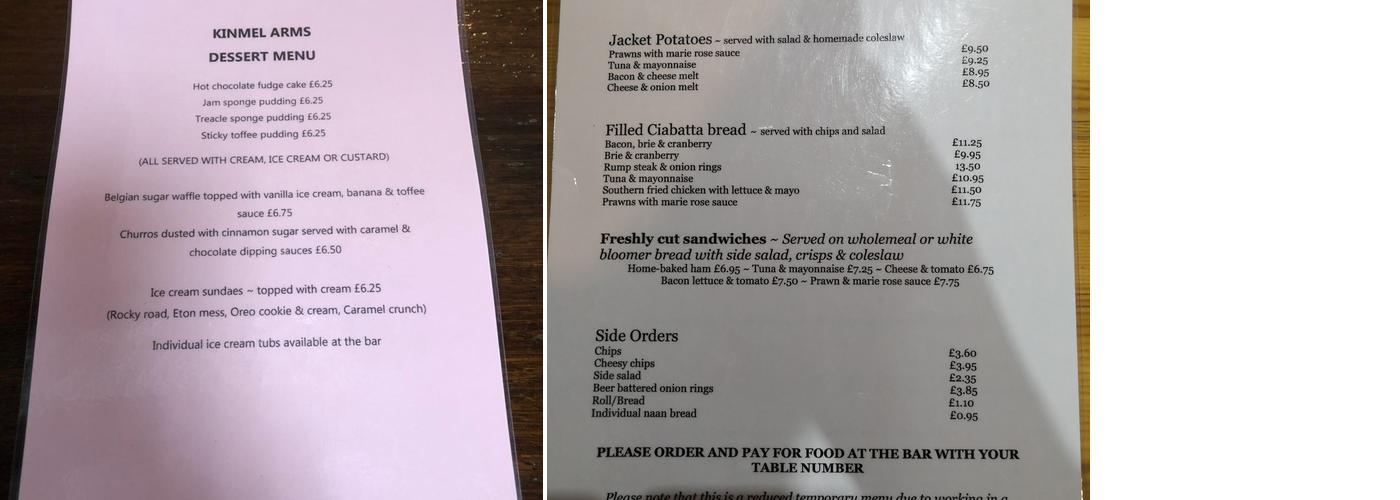 KINMEL ARMS
DESSERT MENU
Hot chocolate fudge cake £6.25
Jam sponge pudding £6.25
Treacle sponge pudding £6.25
Sticky toffee pudding £6.25
(ALL SERVED WITH CREAM, ICE CREAM OR CUSTARD)
Belgian sugar waffle topped with vanilla ice cream, banana & toffee
sauce £6.75
Churros dusted with cinnamon sugar served with caramel &
chocolate dipping sauces £6.50
Ice cream sundaes ~ topped with cream £6.25
(Rocky road, Eton mess, Oreo cookie & cream, Caramel crunch)
Individual ice cream tubs available at the bar
Jacket Potatoes ~ served with salad & homemade coleslaw
Prawns with marie rose sauce £9.50
Tuna & mayonnaise £9.25
Bacon & cheese melt £8.95
Cheese & onion melt £8.50
Filled Ciabatta bread ~ served with chips and salad
Bacon, brie & cranberry £11.25
Brie & cranberry £9.95
Rump steak & onion rings 13.50
Tuna & mayonnaise £10.95
Southern fried chicken with lettuce & mayo £11.50
Prawns with marie rose sauce £11.75
Freshly cut sandwiches ~ Served on wholemeal or white
bloomer bread with side salad, crisps & coleslaw
Home-baked ham £6.95 ~ Tuna & mayonnaise £7.25 ~ Cheese & tomato £6.75
Bacon lettuce & tomato £7.50 ~ Prawn & marie rose sauce £7.75
Side Orders
Chips £3.60
Cheesy chips £3.95
Side salad £2.35
Beer battered onion rings £3.85
Roll/Bread £1.10
Individual naan bread £0.95
PLEASE ORDER AND PAY FOR FOOD AT THE BAR WITH YOUR
TABLE NUMBER
Please note that this is a reduced temporary menu due to working in a